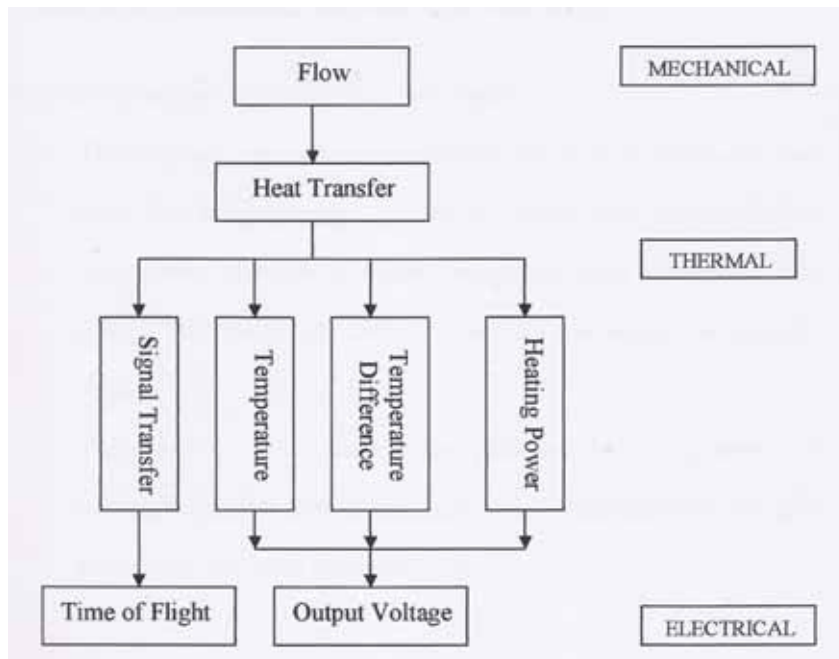 Flow
MECHANICAL
Heat Transfer
THERMAL
Signal Transfer
Temperature
Temperature
Difference
Heating Power
Time of Flight
Output Voltage
ELECTRICAL